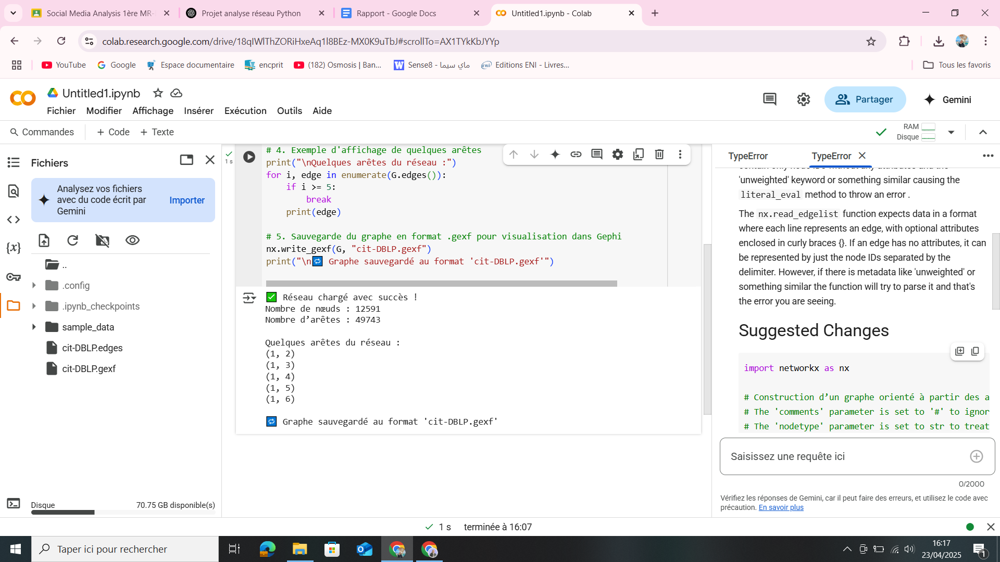 Social Media Analysis 1ère MR-
Projet analyse réseau Python
Rapport - Google Docs
Untitled1.ipynb - Colab
colab.research.google.com/drive/18qIWlThZORiHxeAq1l8BEz-MX0K9uTbJ#scrollTo=AX1TYkKbJYYp
YouTube
Google
Espace documentaire
encprit
(182) Osmosis | Ban...
Sense8 - ماي سيما
Editions ENI - Livres...
Tous les favoris
Untitled1.ipynb
Fichier Modifier Affichage Insérer Exécution Outils Aide
Partager
Gemini
Commandes
+ Code + Texte
RAM
Disque
Fichiers
Analysez vos fichiers
avec du code écrit par
Gemini
Importer
..
.config
.ipynb_checkpoints
sample_data
cit-DBLP.edges
cit-DBLP.gexf
Disque
70.75 GB disponible(s)
1 s
# 4. Exemple d'affichage de quelques arêtes
print("\nQuelques arêtes du réseau :")
for i, edge in enumerate(G.edges()):
if i >= 5:
break
print(edge)
# 5. Sauvegarde du graphe en format .gexf pour visualisation dans Gephi
nx.write_gexf(G, "cit-DBLP.gexf")
print("\n🔁 Graphe sauvegardé au format 'cit-DBLP.gexf'")
✅ Réseau chargé avec succès !
Nombre de nœuds : 12591
Nombre d’arêtes : 49743
Quelques arêtes du réseau :
(1, 2)
(1, 3)
(1, 4)
(1, 5)
(1, 6)
🔁 Graphe sauvegardé au format 'cit-DBLP.gexf'
TypeError
TypeError
contain only node IDs without any attributes and the
'unweighted' keyword or something similar causing the
literal_eval method to throw an error .
The nx.read_edgelist function expects data in a format
where each line represents an edge, with optional attributes
enclosed in curly braces {}. If an edge has no attributes, it can
be represented by just the node IDs separated by the
delimiter. However, if there is metadata like 'unweighted' or
something similar the function will try to parse it and that's
the error you are seeing.
Suggested Changes
import networkx as nx
# Construction d’un graphe orienté à partir des a
# The 'comments' parameter is set to '#' to ignor
# The 'nodetype' parameter is set to str to treat
Saisissez une requête ici
0/2000
Vérifiez les réponses de Gemini, car il peut faire des erreurs, et utilisez le code avec
précaution. En savoir plus
1 s terminée à 16:07
Taper ici pour rechercher
16:17
23/04/2025
1